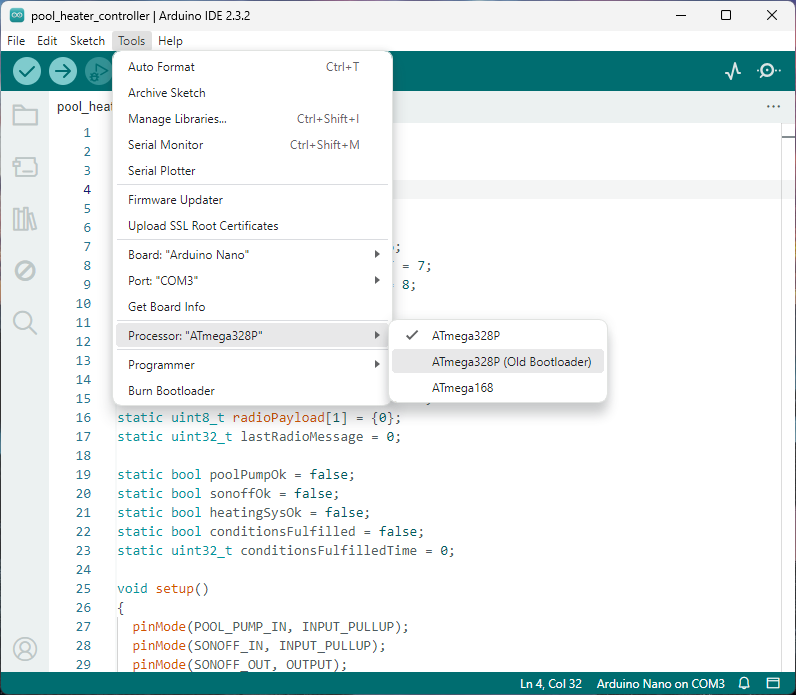 pool_heater_controller | Arduino IDE 2.3.2
File Edit Sketch Tools Help
pool_heat
Auto Format Ctrl+T
Archive Sketch
Manage Libraries... Ctrl+Shift+I
Serial Monitor Ctrl+Shift+M
Serial Plotter
Firmware Updater
Upload SSL Root Certificates
Board: "Arduino Nano"
Port: "COM3"
Get Board Info
Processor: "ATmega328P"
Programmer
Burn Bootloader
ATmega328P
ATmega328P (Old Bootloader)
ATmega168
1
2
3
4
5
6
7 ;
8 = 7;
9 8;
10
11
12
13
14
15
16 static uint8_t radioPayload[1] = {0};
17 static uint32_t lastRadioMessage = 0;
18
19 static bool poolPumpOk = false;
20 static bool sonoffOk = false;
21 static bool heatingSysOk = false;
22 static bool conditionsFulfilled = false;
23 static uint32_t conditionsFulfilledTime = 0;
24
25 void setup()
26 {
27 pinMode(POOL_PUMP_IN, INPUT_PULLUP);
28 pinMode(SONOFF_IN, INPUT_PULLUP);
29 pinMode(SONOFF_OUT, OUTPUT);
Ln 4, Col 32 Arduino Nano on COM3